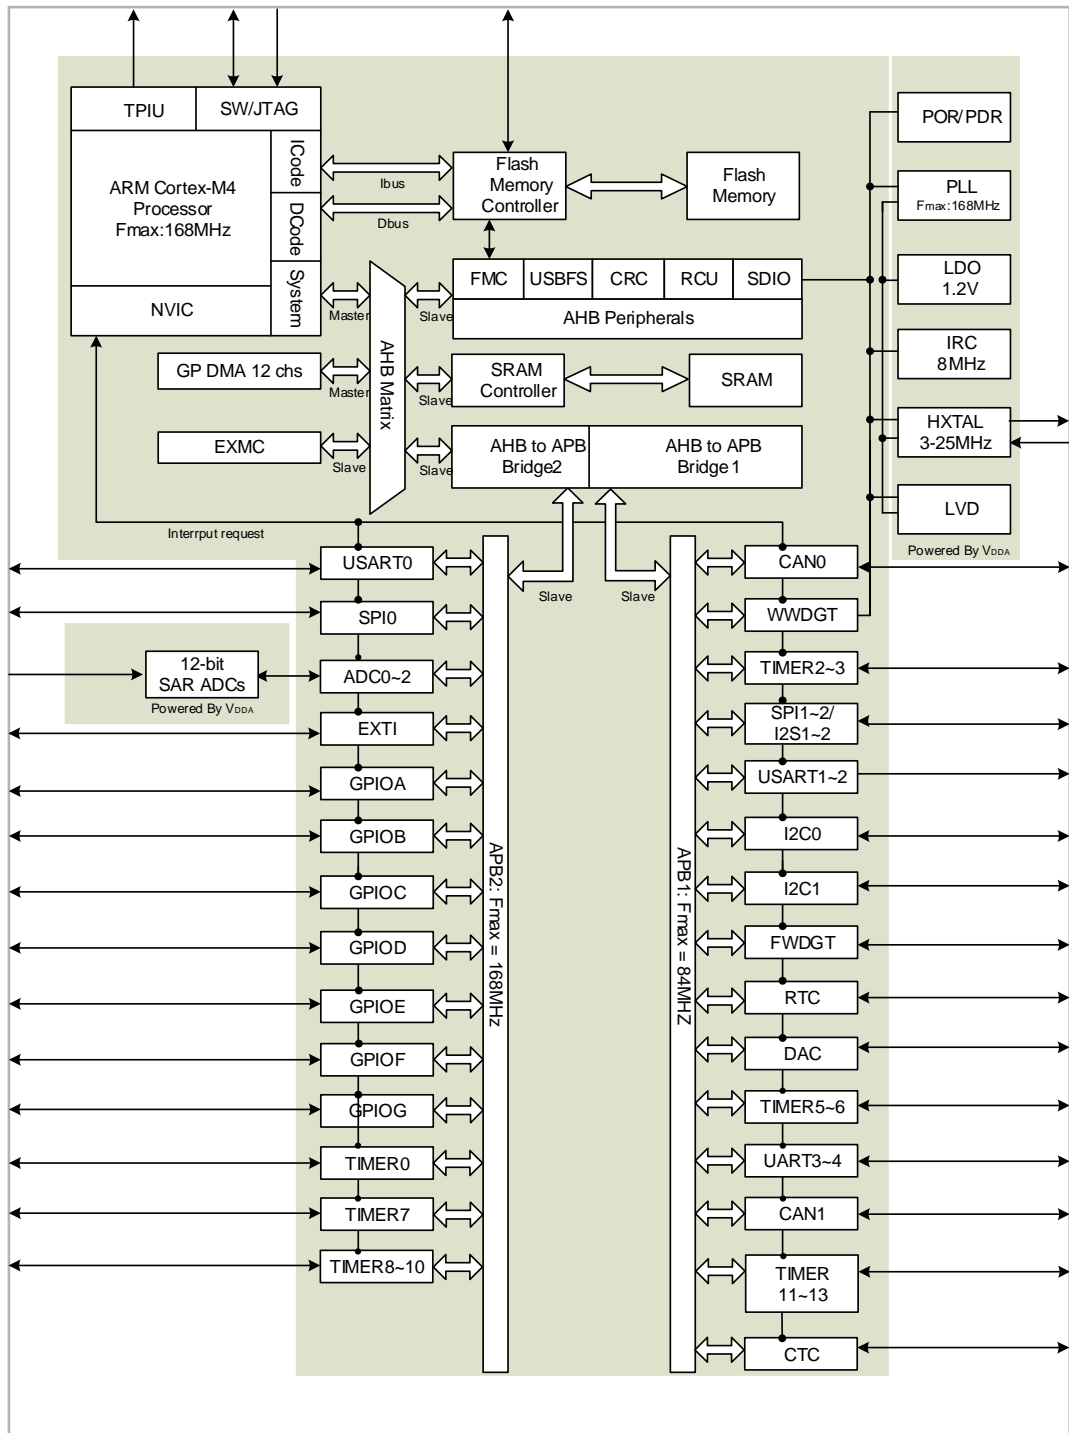 TPIU
SW/JTAG
ARM Cortex-M4
Processor
Fmax:168MHz
ICode
DCode
System
NVIC
Ibus
Dbus
Flash
Memory
Controller
Flash
Memory
POR/PDR
PLL
Fmax:168MHz
LDO
1.2V
IRC
8MHz
HXTAL
3-25MHz
LVD
Powered By VDDA
FMC
USBFS
CRC
RCU
SDIO
AHB Peripherals
Master
Slave
AHB Matrix
GP DMA 12 chs
Master
Slave
SRAM
Controller
SRAM
EXMC
Slave
Slave
AHB to APB
Bridge2
AHB to APB
Bridge1
Interrput request
Slave
Slave
USART0
SPI0
12-bit
SAR ADCs
Powered By VDDA
ADC0~2
EXTI
GPIOA
GPIOB
GPIOC
GPIOD
GPIOE
GPIOF
GPIOG
TIMER0
TIMER7
TIMER8~10
APB2: Fmax = 168MHz
APB1: Fmax = 84MHZ
CAN0
WWDGT
TIMER2~3
SPI1~2/
I2S1~2
USART1~2
I2C0
I2C1
FWDGT
RTC
DAC
TIMER5~6
UART3~4
CAN1
TIMER
11~13
CTC